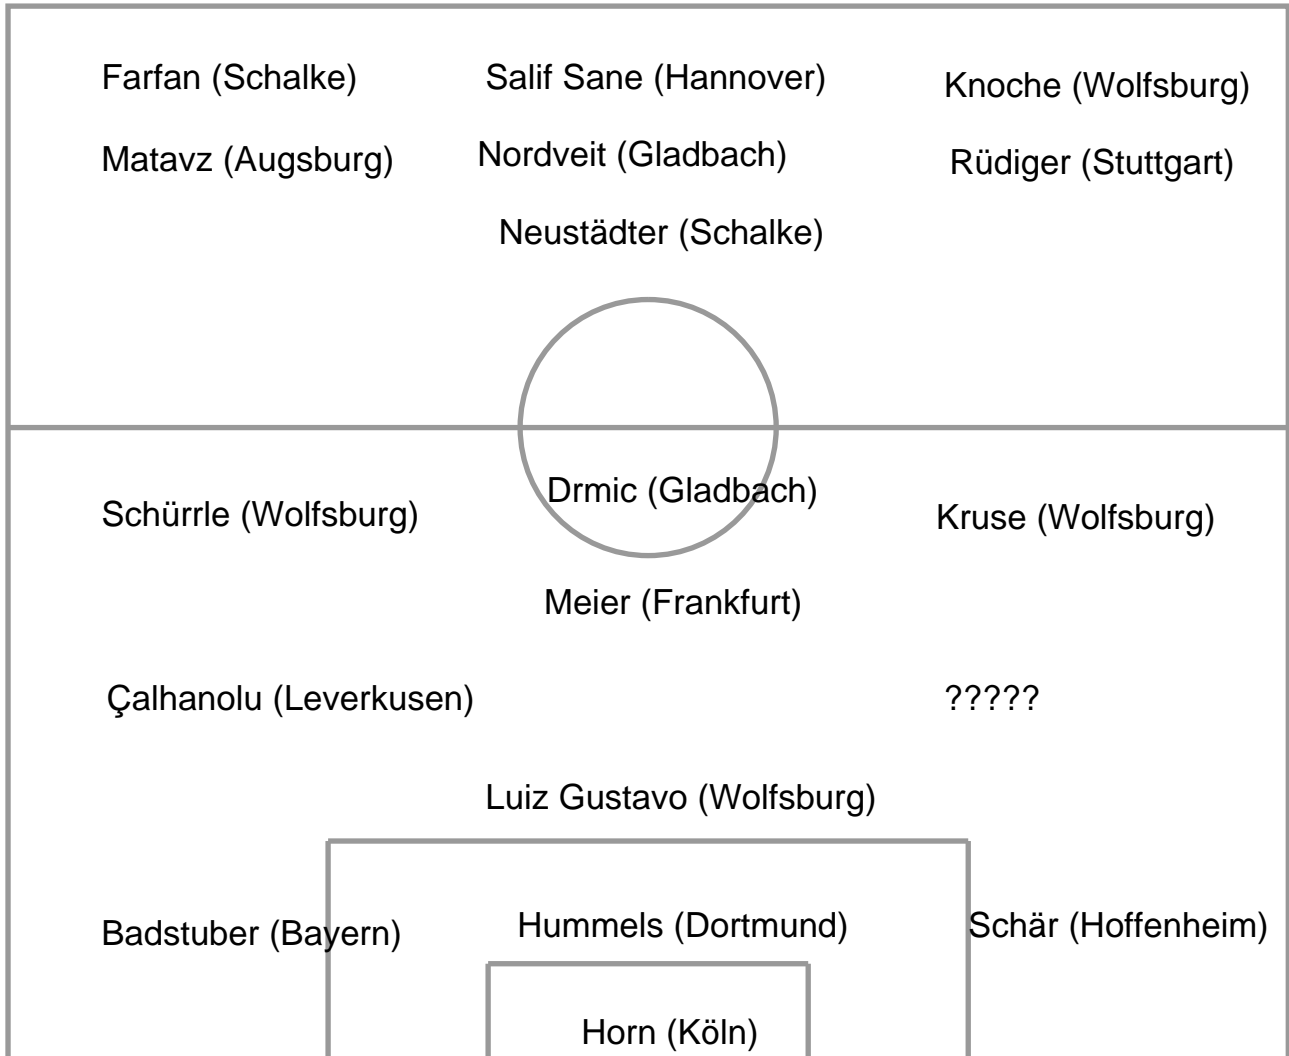 Farfan (Schalke)
Salif Sane (Hannover)
Knoche (Wolfsburg)
Matavz (Augsburg)
Nordveit (Gladbach)
Rüdiger (Stuttgart)
Neustädter (Schalke)
Schürrle (Wolfsburg)
Drmic (Gladbach)
Kruse (Wolfsburg)
Meier (Frankfurt)
Çalhanolu (Leverkusen)
?????
Luiz Gustavo (Wolfsburg)
Badstuber (Bayern)
Hummels (Dortmund)
Schär (Hoffenheim)
Horn (Köln)